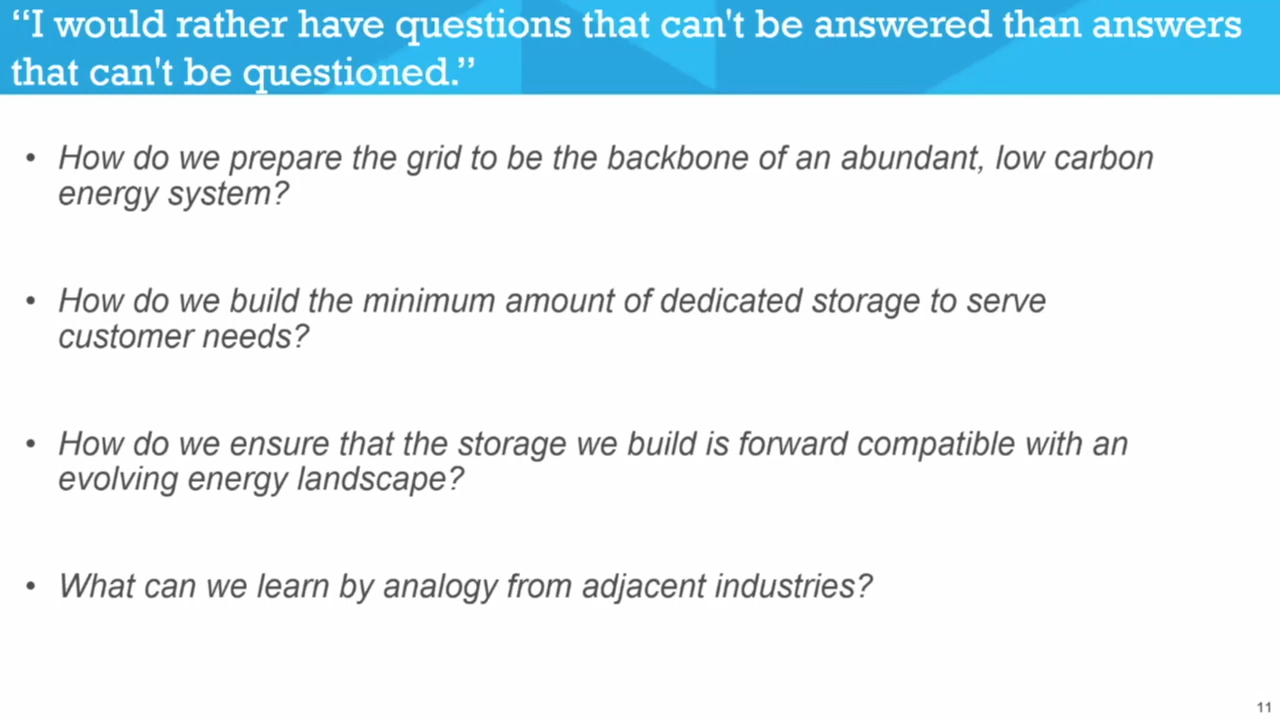 “I would rather have questions that can't be answered than answers
that can't be questioned.”
• How do we prepare the grid to be the backbone of an abundant, low carbon
energy system?
• How do we build the minimum amount of dedicated storage to serve
customer needs?
• How do we ensure that the storage we build is forward compatible with an
evolving energy landscape?
• What can we learn by analogy from adjacent industries?
11